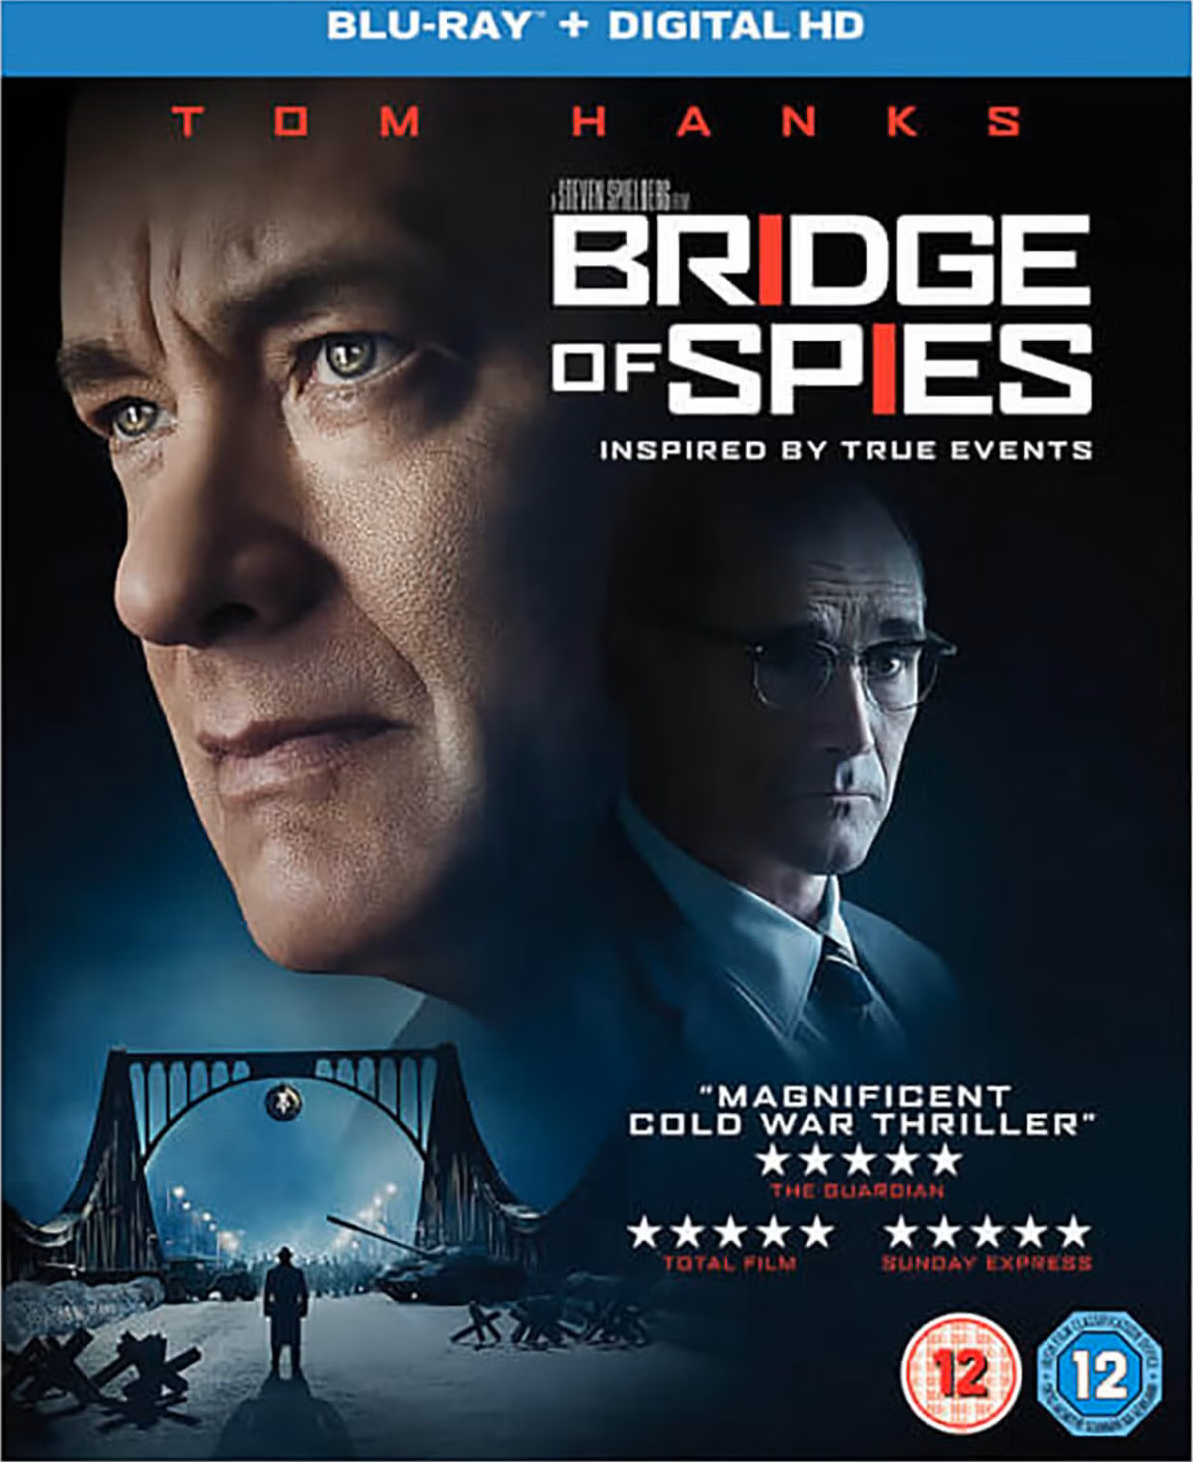 BLU-RAY™ + DIGITAL HD
TOM HANKS
A STEVEN SPIELBERG FILM
BRIDGE
OF SPIES
INSPIRED BY TRUE EVENTS
"MAGNIFICENT
COLD WAR THRILLER"
★★★★★
THE GUARDIAN
★★★★★ ★★★★★
TOTAL FILM SUNDAY EXPRESS
12 12